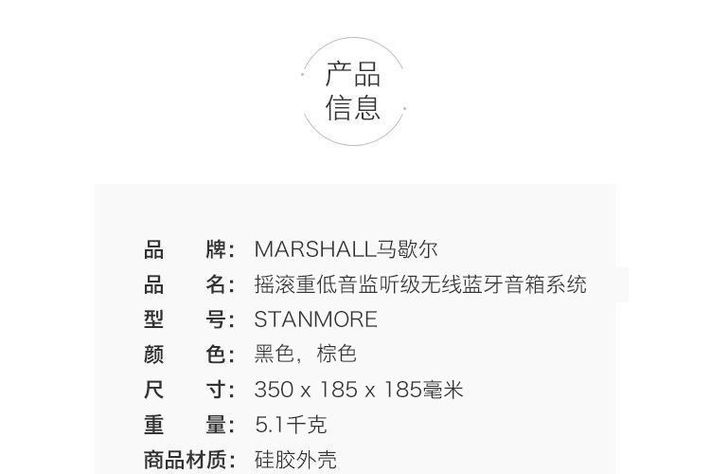 产品
信息
品 牌： MARSHALL马歇尔
品 名： 摇滚重低音监听级无线蓝牙音箱系统
型 号： STANMORE
颜 色： 黑色，棕色
尺 寸： 350 x 185 x 185毫米
重 量： 5.1千克
商品材质： 硅胶外壳